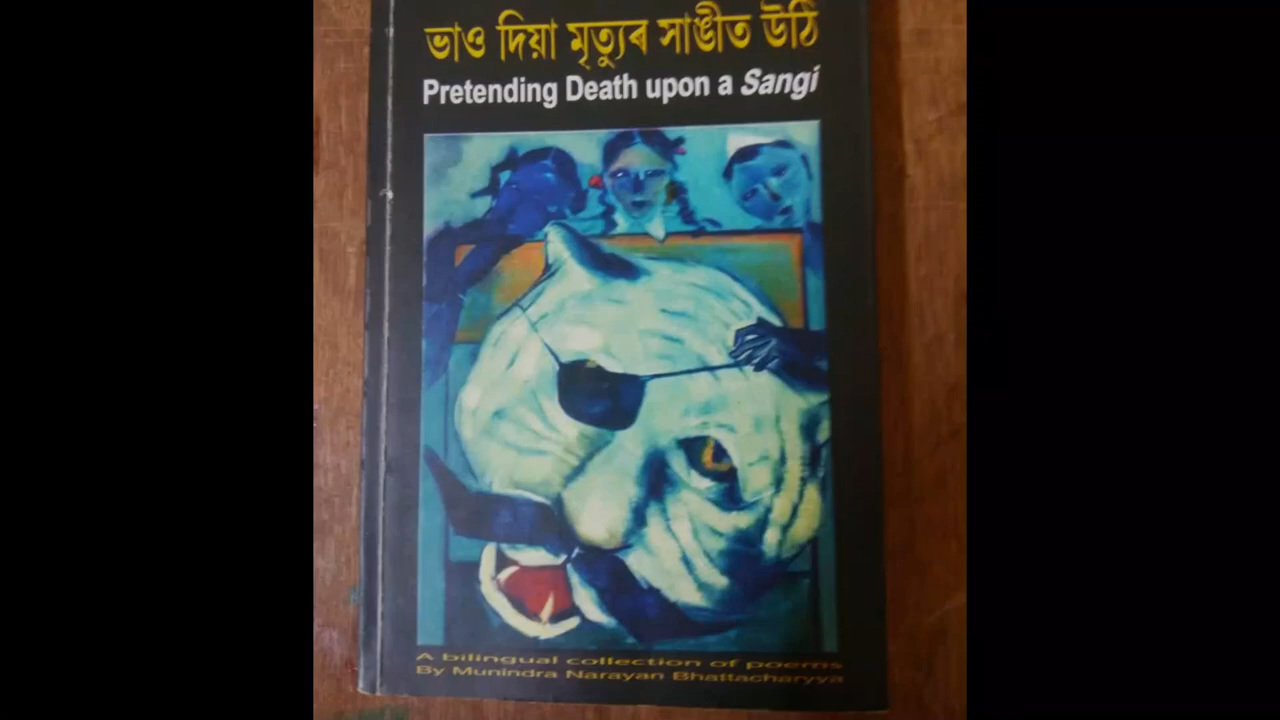 ভাও দিয়া মৃত্যুৰ সাঙীত উঠি
Pretending Death upon a Sangi
A bilingual collection of poems
By Munindra Narayan Bhattacharyya